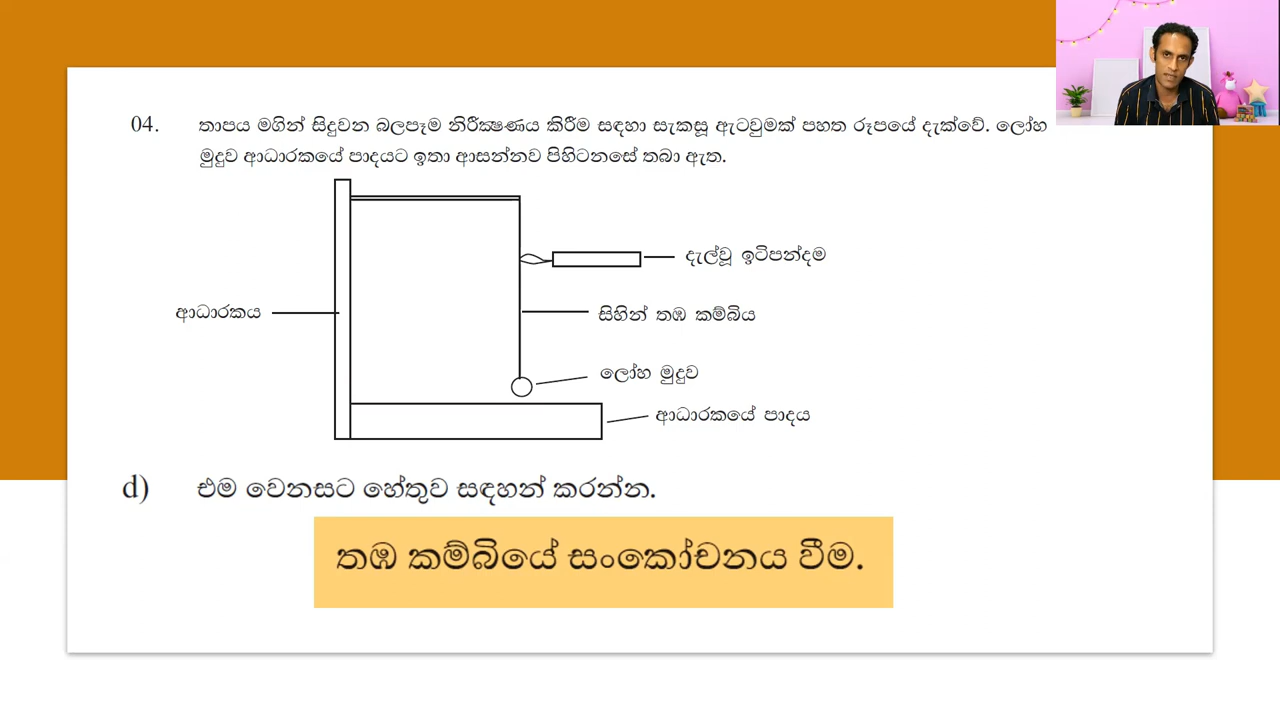 04. තාපය මගින් සිදුවන බලපෑම නිරීක්‍ෂණය කිරීම සඳහා සැකසූ ඇටවුමක් පහත රූපයේ දැක්වේ. ලෝහ
මුදුව ආධාරකයේ පාදයට ඉතා ආසන්නව පිහිටනසේ තබා ඇත.
දැල්වූ ඉටිපන්දම
ආධාරකය
සිහින් තඹ කම්බිය
ලෝහ මුදුව
ආධාරකයේ පාදය
d) එම වෙනසට හේතුව සඳහන් කරන්න.
තඹ කම්බියේ සංකෝචනය වීම.